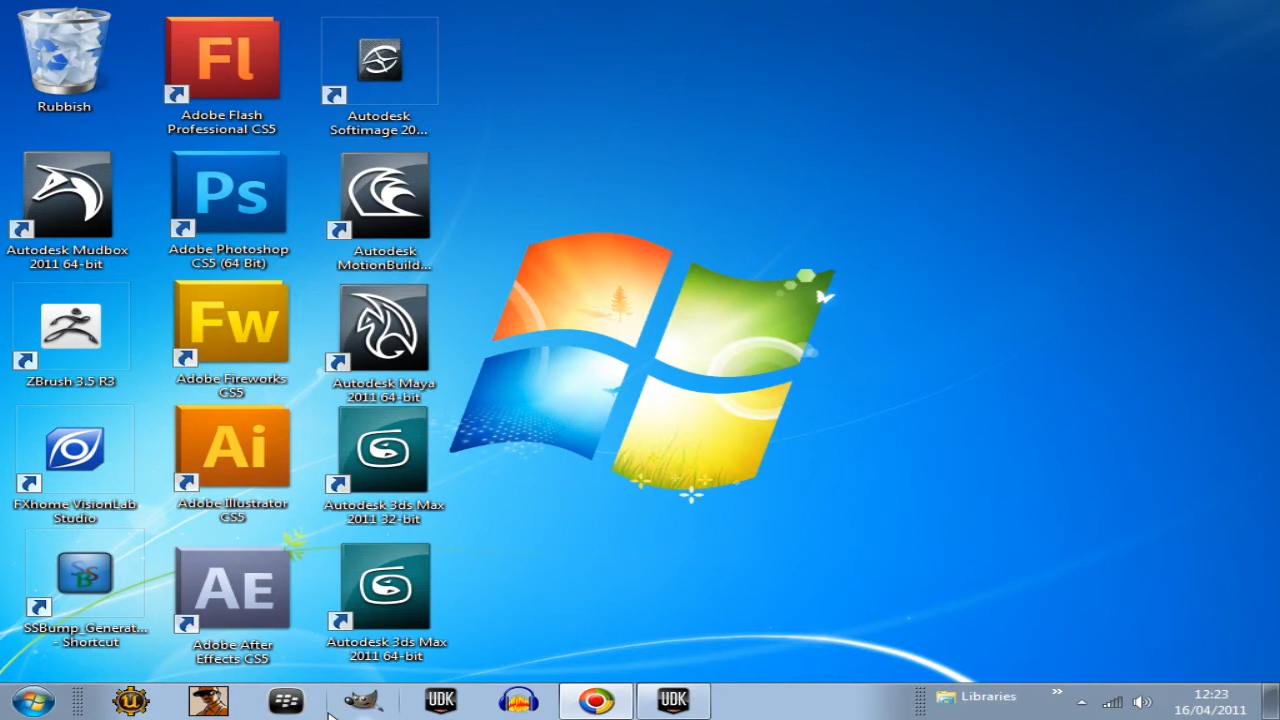 Rubbish
Fl
Adobe Flash
Professional CS5
Autodesk
Softimage 20...
Autodesk Mudbox
2011 64-bit
Ps
Adobe Photoshop
CS5 (64 Bit)
Autodesk
MotionBuild...
ZBrush 3.5 R3
Fw
Adobe Fireworks
CS5
Autodesk Maya
2011 64-bit
FXhome VisionLab
Studio
Ai
Adobe Illustrator
CS5
Autodesk 3ds Max
2011 32-bit
SSB
SSBump_Generat...
- Shortcut
AE
Adobe After
Effects CS5
Autodesk 3ds Max
2011 64-bit
UDK
UDK
Libraries
12:23
16/04/2011